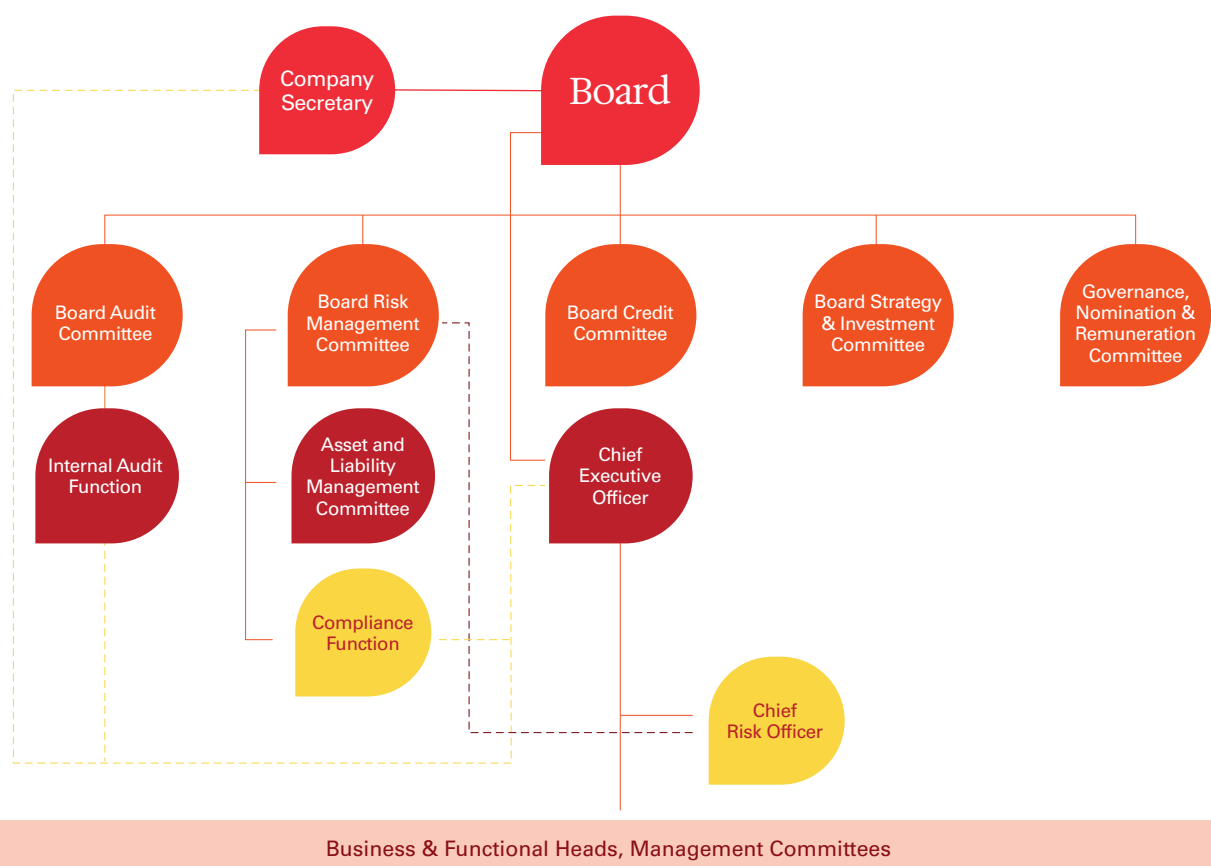 Company
Secretary
Board
Board Audit
Committee
Board Risk
Management
Committee
Board Credit
Committee
Board Strategy
& Investment
Committee
Governance,
Nomination &
Remuneration
Committee
Internal Audit
Function
Asset and
Liability
Management
Committee
Chief
Executive
Officer
Compliance
Function
Chief
Risk Officer
Business & Functional Heads, Management Committees